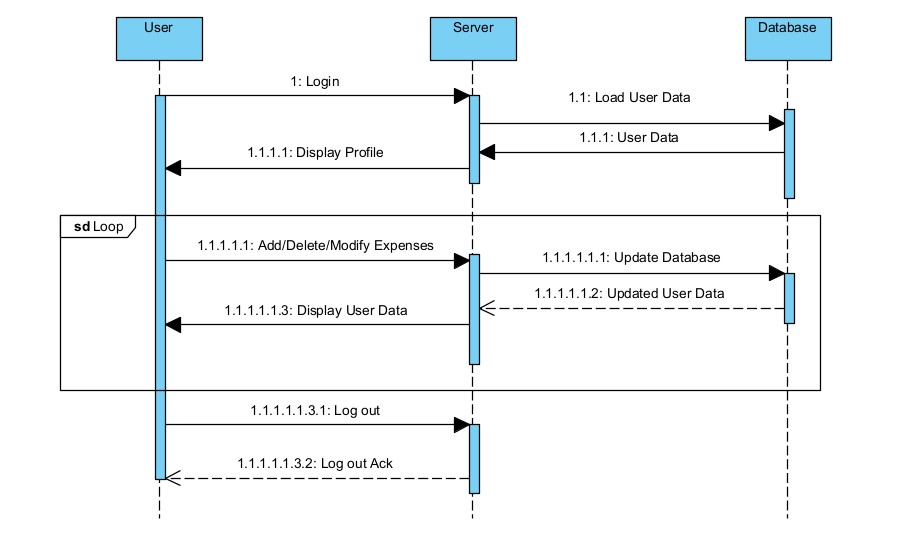 User
Server
Database
1: Login
1.1: Load User Data
1.1.1: User Data
1.1.1.1: Display Profile
sd Loop
1.1.1.1.1: Add/Delete/Modify Expenses
1.1.1.1.1.1: Update Database
1.1.1.1.1.2: Updated User Data
1.1.1.1.1.3: Display User Data
1.1.1.1.1.3.1: Log out
1.1.1.1.1.3.2: Log out Ack